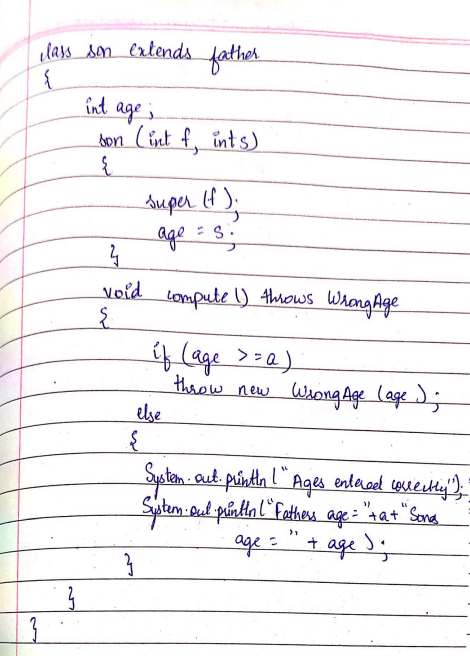 class son extends father
{
int age;
son (int f, int s)
{
super (f);
age = s;
}
void compute() throws WrongAge
{
if (age >= a)
throw new WrongAge (age);
else
{
System.out.println ("Ages entered correctly");
System.out.println ("Fathers age = "+a+"Sons
age = " + age);
}
}
}